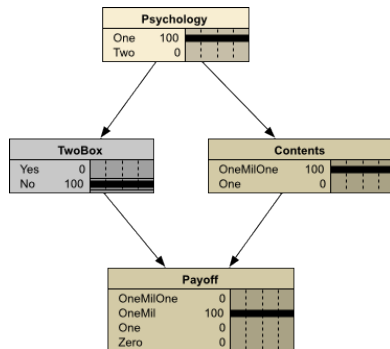 Psychology
One 100
Two 0
TwoBox
Yes 0
No 100
Contents
OneMilOne 100
One 0
Payoff
OneMilOne 0
OneMil 100
One 0
Zero 0